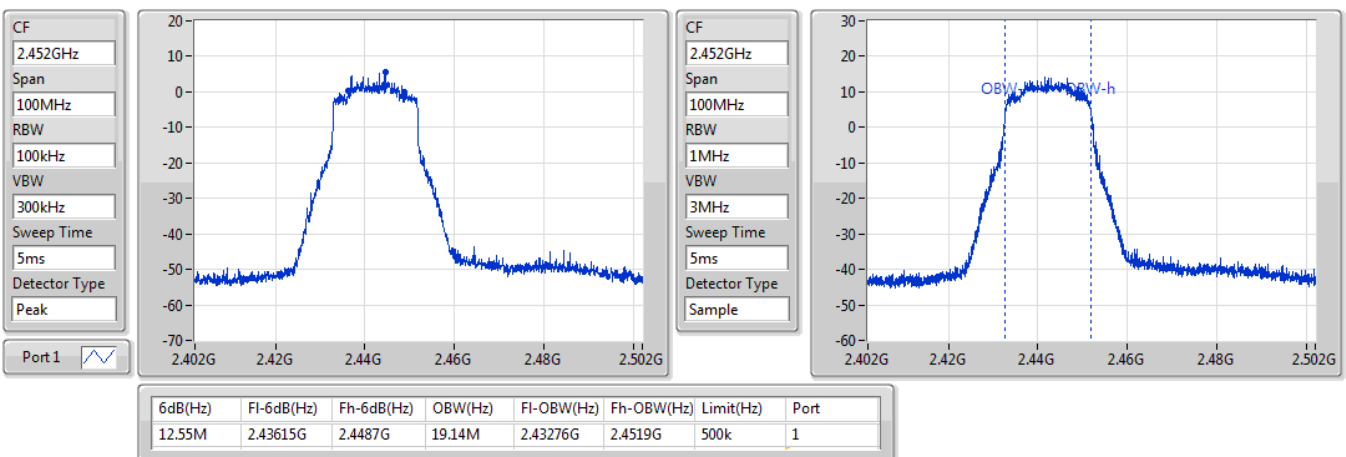 CF
2.452GHz
Span
100MHz
RBW
100kHz
VBW
300kHz
Sweep Time
5ms
Detector Type
Peak
Port 1
20
10
0
-10
-20
-30
-40
-50
-60
-70
2.402G 2.42G 2.44G 2.46G 2.48G 2.502G
CF
2.452GHz
Span
100MHz
RBW
1MHz
VBW
3MHz
Sweep Time
5ms
Detector Type
Sample
30
20
10
0
-10
-20
-30
-40
-50
-60
OBW-h
2.402G 2.42G 2.44G 2.46G 2.48G 2.502G
6dB(Hz) Fl-6dB(Hz) Fh-6dB(Hz) OBW(Hz) Fl-OBW(Hz) Fh-OBW(Hz) Limit(Hz) Port
12.55M 2.43615G 2.4487G 19.14M 2.43276G 2.4519G 500k 1